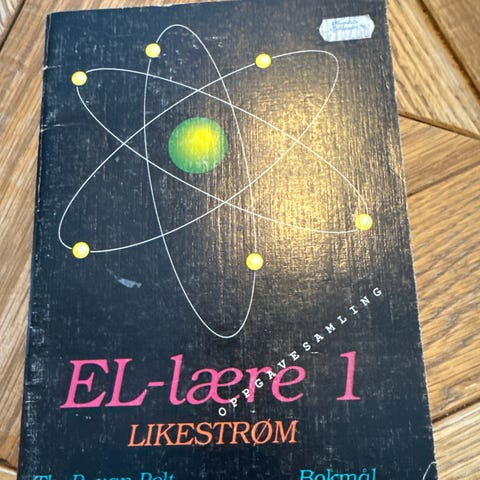 EL-lære 1
OPPGAVESAMLING
LIKESTRØM
Bokmål